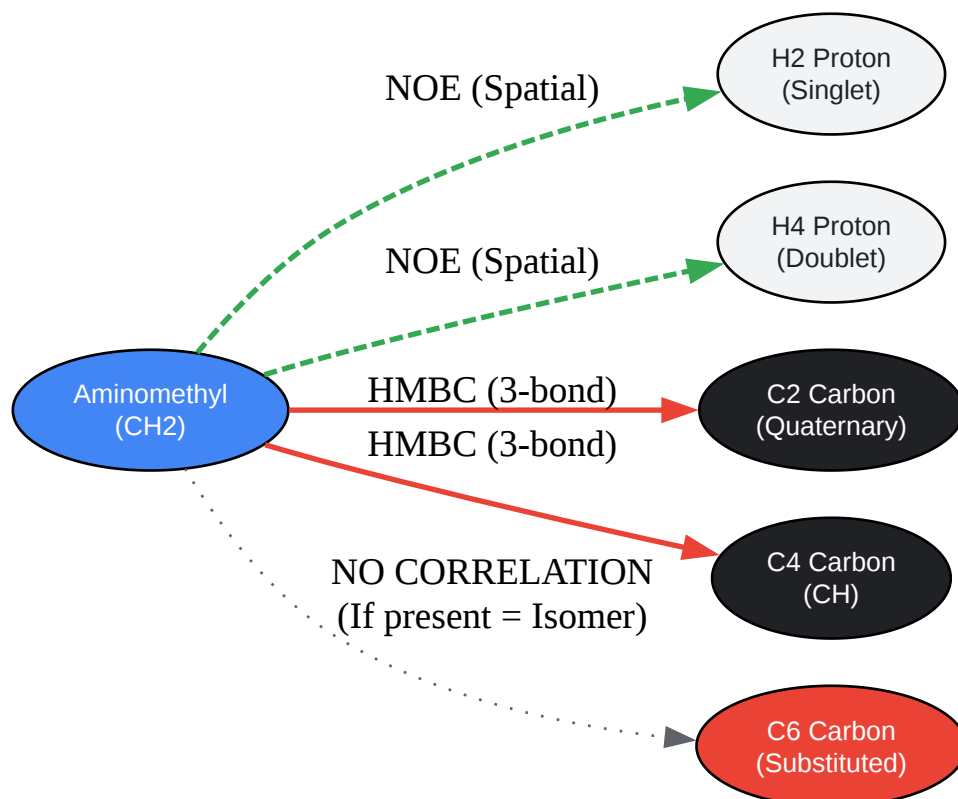 H2 Proton
(Singlet)
NOE (Spatial)
H4 Proton
(Doublet)
NOE (Spatial)
Aminomethyl
(CH2)
HMBC (3-bond)
C2 Carbon
(Quaternary)
HMBC (3-bond)
C4 Carbon
(CH)
NO CORRELATION
(If present = Isomer)
C6 Carbon
(Substituted)